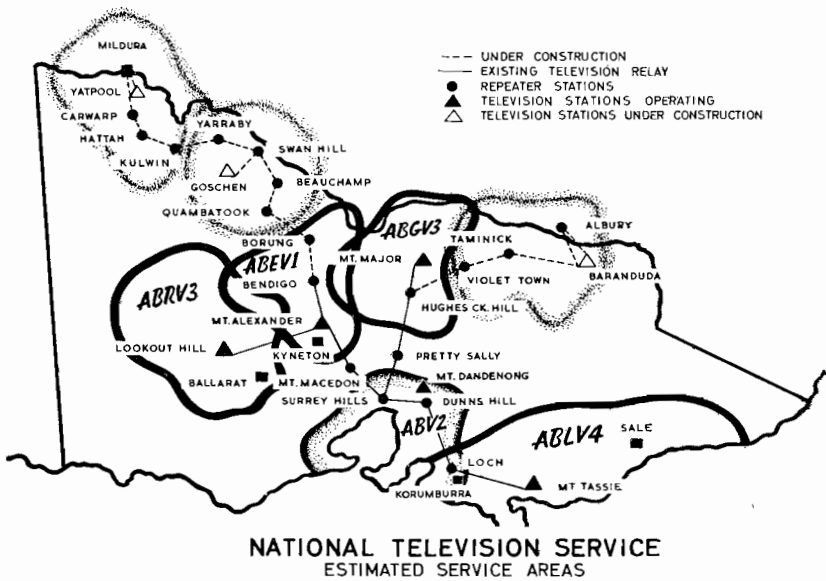 MILDURA
YATPOOL
CARWARP
HATTAH
KULWIN
YARRABY
SWAN HILL
GOSCHEN
BEAUCHAMP
QUAMBATOOK
UNDER CONSTRUCTION
EXISTING TELEVISION RELAY
REPEATER STATIONS
TELEVISION STATIONS OPERATING
TELEVISION STATIONS UNDER CONSTRUCTION
BORUNG
ABEV1
BENDIGO
ABGV3
MT. MAJOR
TAMINICK
ALBURY
BARANDUDA
VIOLET TOWN
HUGHES CK. HILL
ABRV3
MT. ALEXANDER
LOOKOUT HILL
KYNETON
BALLARAT
MT. MACEDON
PRETTY SALLY
MT. DANDENONG
SURREY HILLS
DUNNS HILL
ABV2
ABLV4
SALE
LOCH
KORUMBURRA
MT TASSIE
NATIONAL TELEVISION SERVICE
ESTIMATED SERVICE AREAS